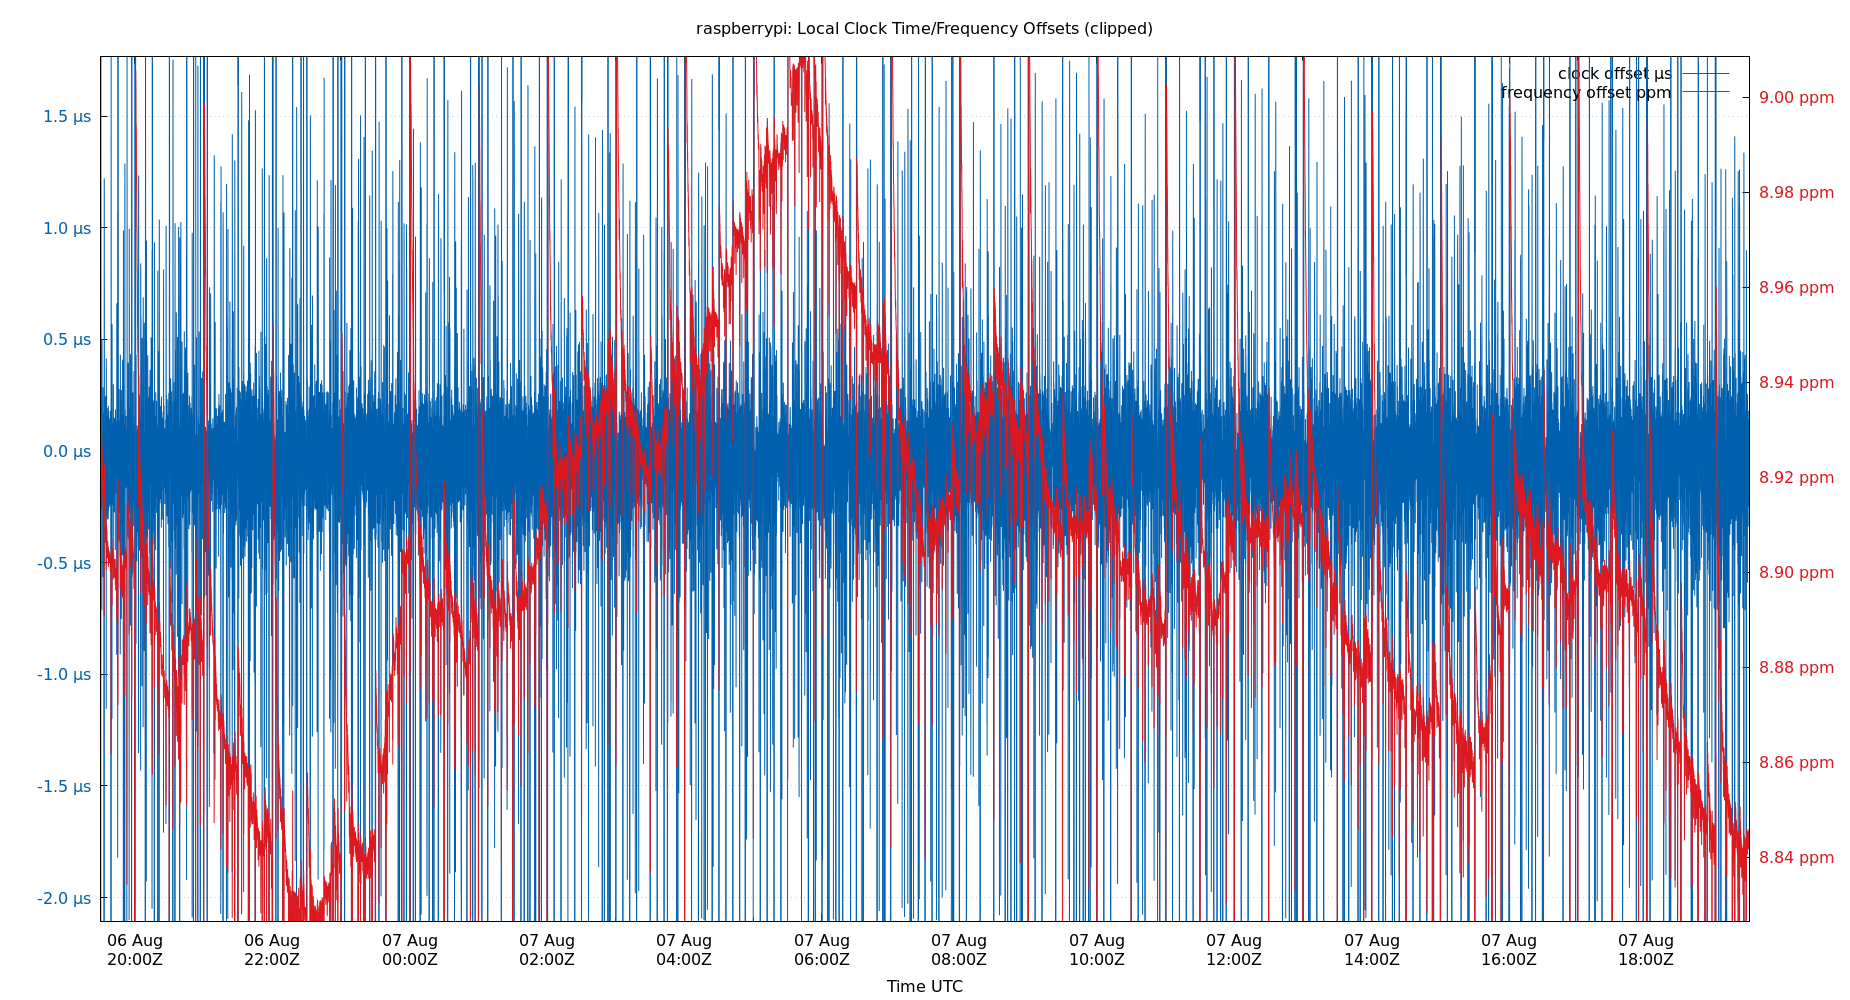 raspberrypi: Local Clock Time/Frequency Offsets (clipped)
clock offset µs
frequency offset ppm
1.5 µs
1.0 µs
0.5 µs
0.0 µs
-0.5 µs
-1.0 µs
-1.5 µs
-2.0 µs
9.00 ppm
8.98 ppm
8.96 ppm
8.94 ppm
8.92 ppm
8.90 ppm
8.88 ppm
8.86 ppm
8.84 ppm
06 Aug 06 Aug 07 Aug 07 Aug 07 Aug 07 Aug 07 Aug 07 Aug 07 Aug 07 Aug 07 Aug 07 Aug
20:00Z 22:00Z 00:00Z 02:00Z 04:00Z 06:00Z 08:00Z 10:00Z 12:00Z 14:00Z 16:00Z 18:00Z
Time UTC